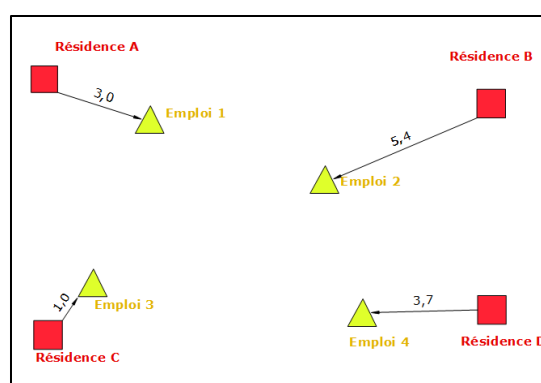 Résidence A
Résidence B
3,0
Emploi 1
5,4
Emploi 2
1,0
Emploi 3
3,7
Résidence C
Emploi 4
Résidence D